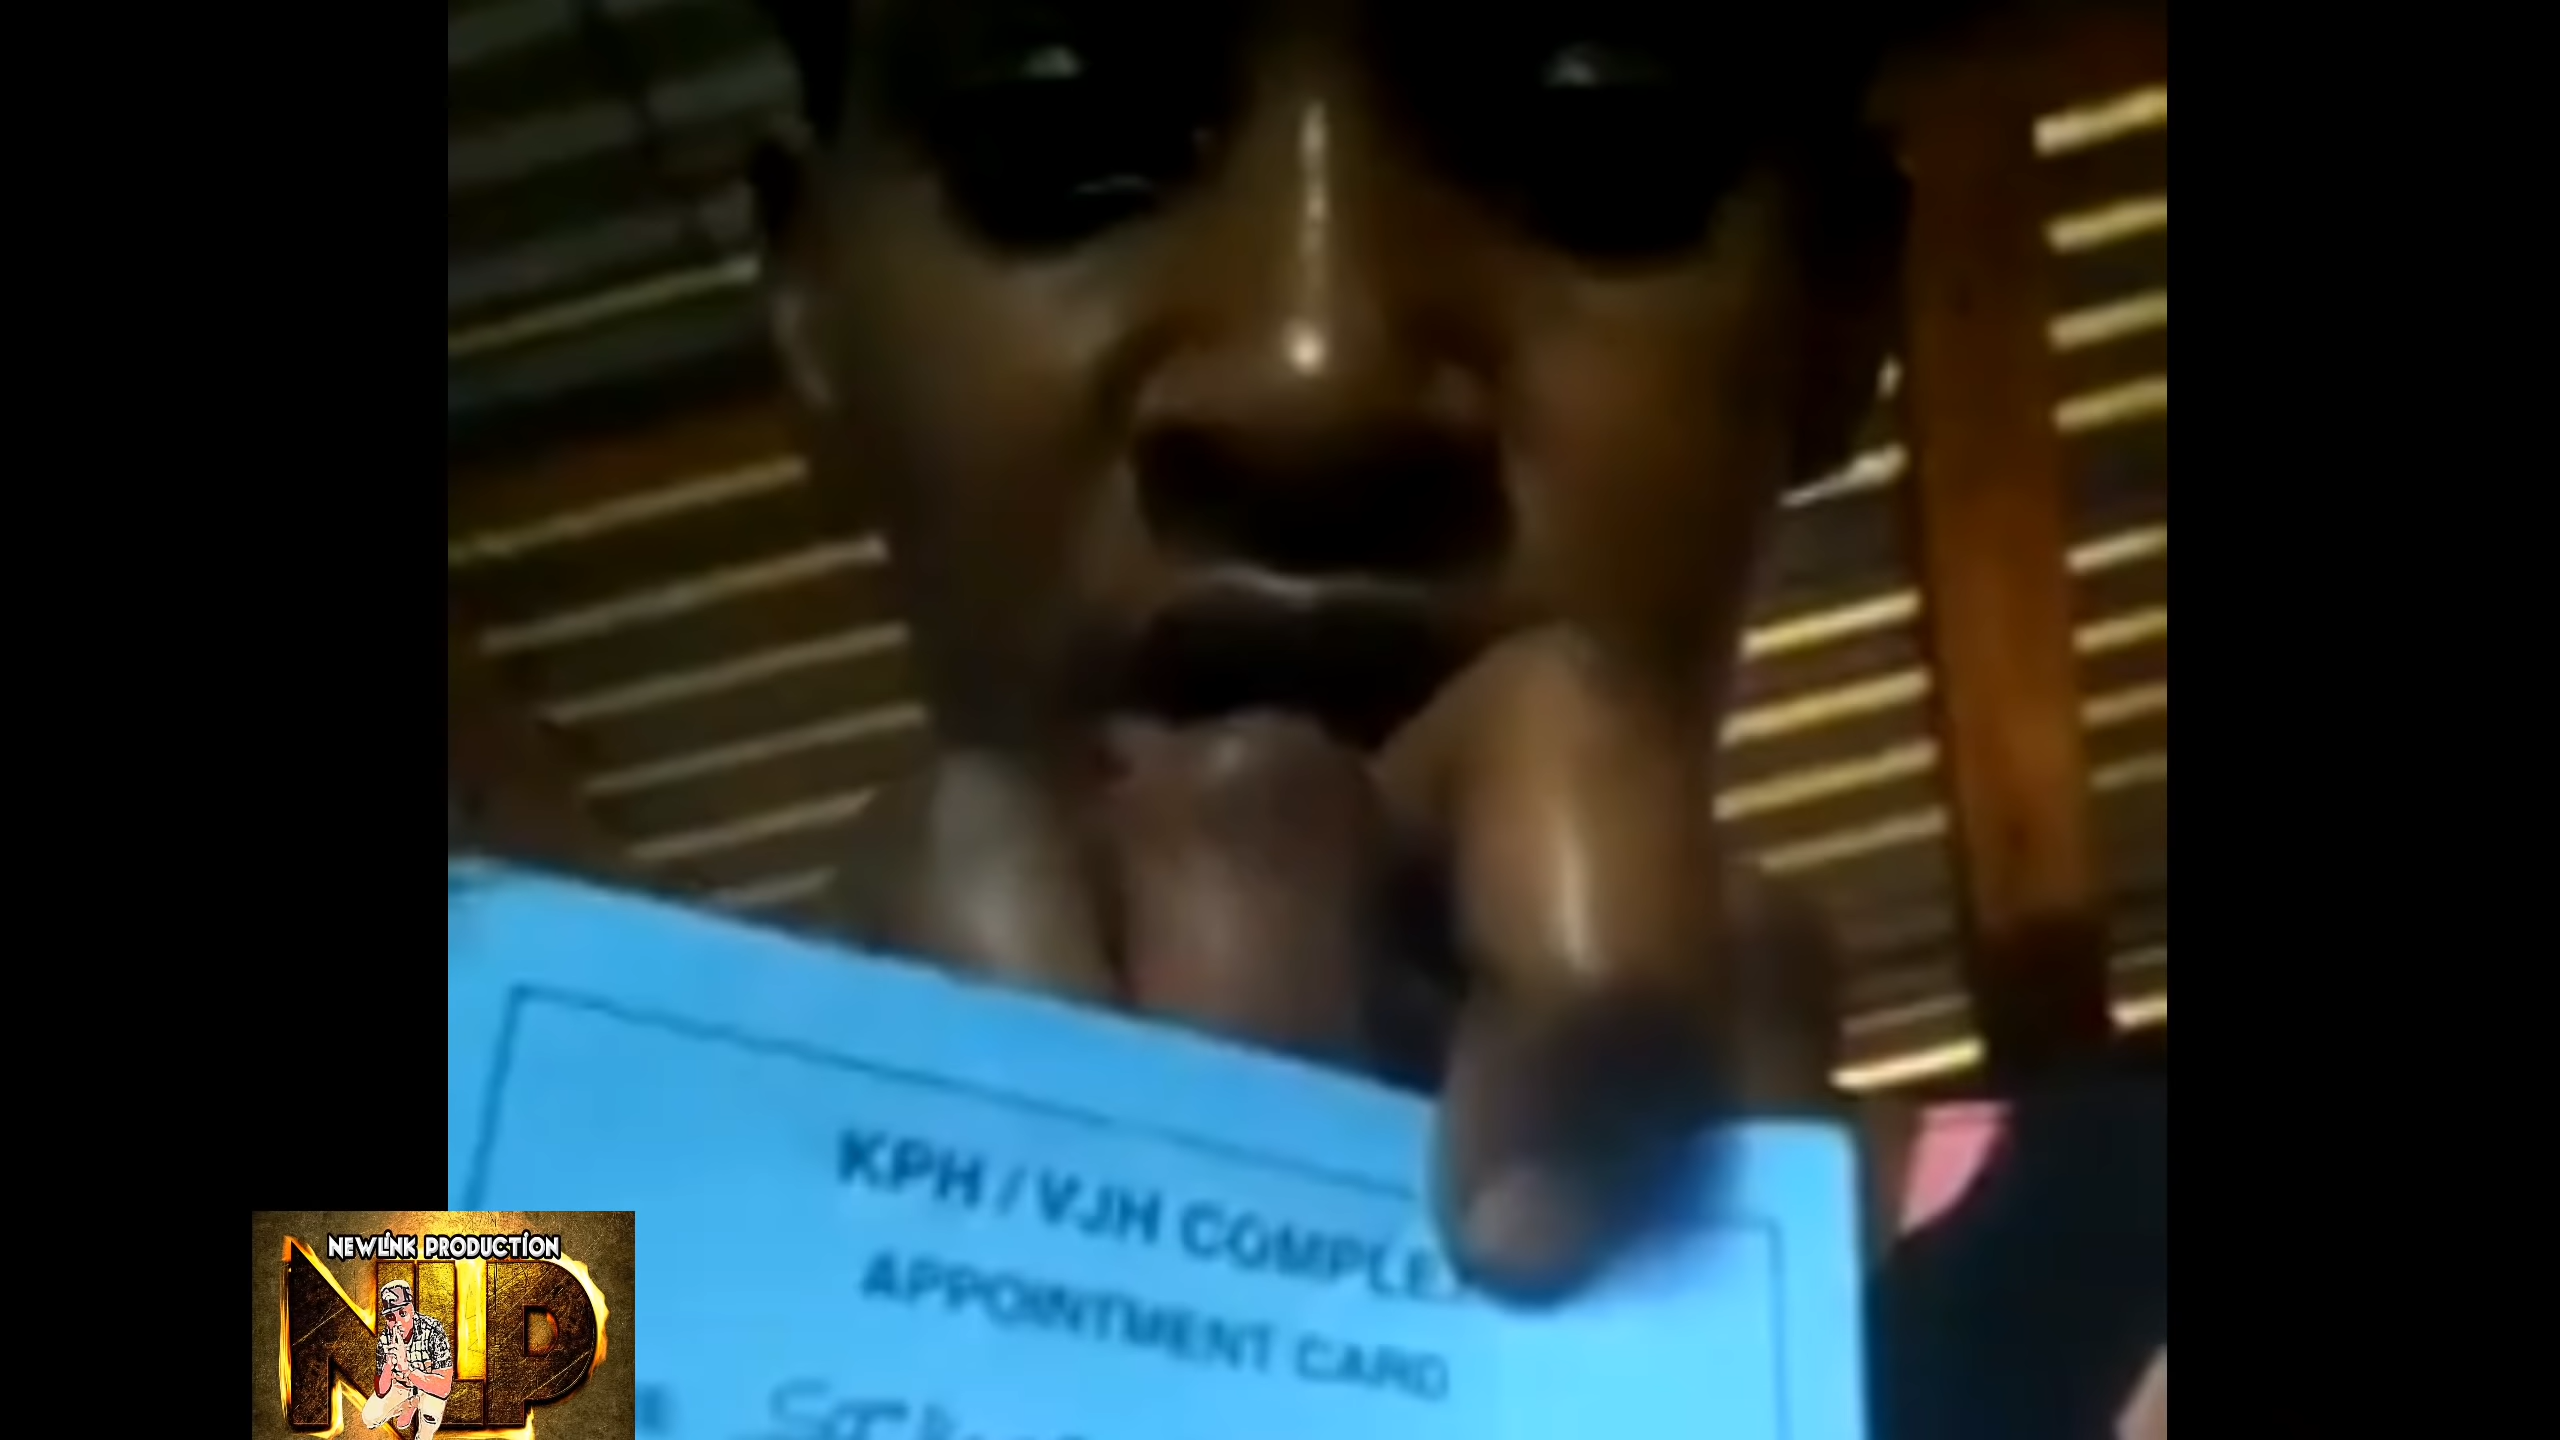 KPH / VJH COMPLE
APPOINTMENT CARD
NEWLINK PRODUCTION
NLP